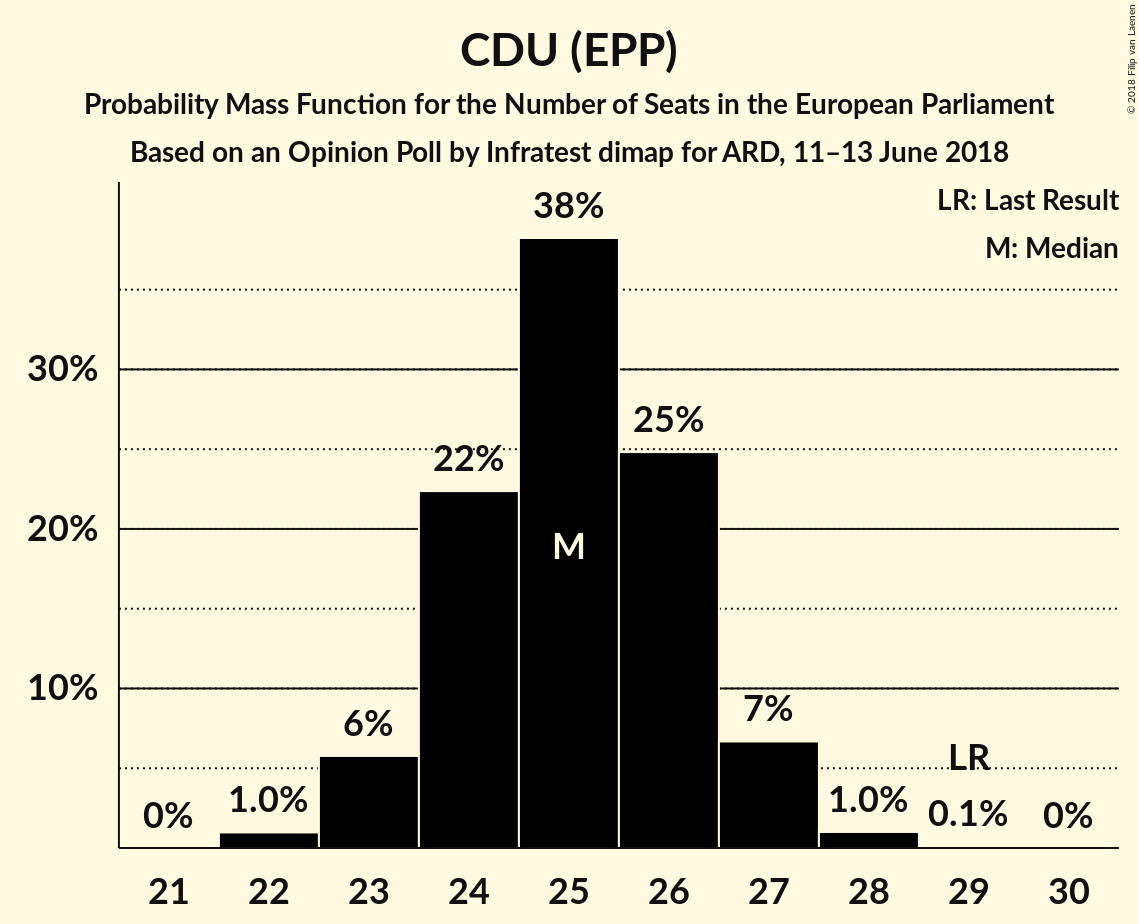 CDU (EPP)
Probability Mass Function for the Number of Seats in the European Parliament
Based on an Opinion Poll by Infratest dimap for ARD, 11–13 June 2018
© 2018 Filip van Laenen
LR: Last Result
M: Median
38%
30%
25%
22%
20%
M
10%
7%
6%
LR
0%
1.0%
1.0%
0.1%
0%
21 22 23 24 25 26 27 28 29 30